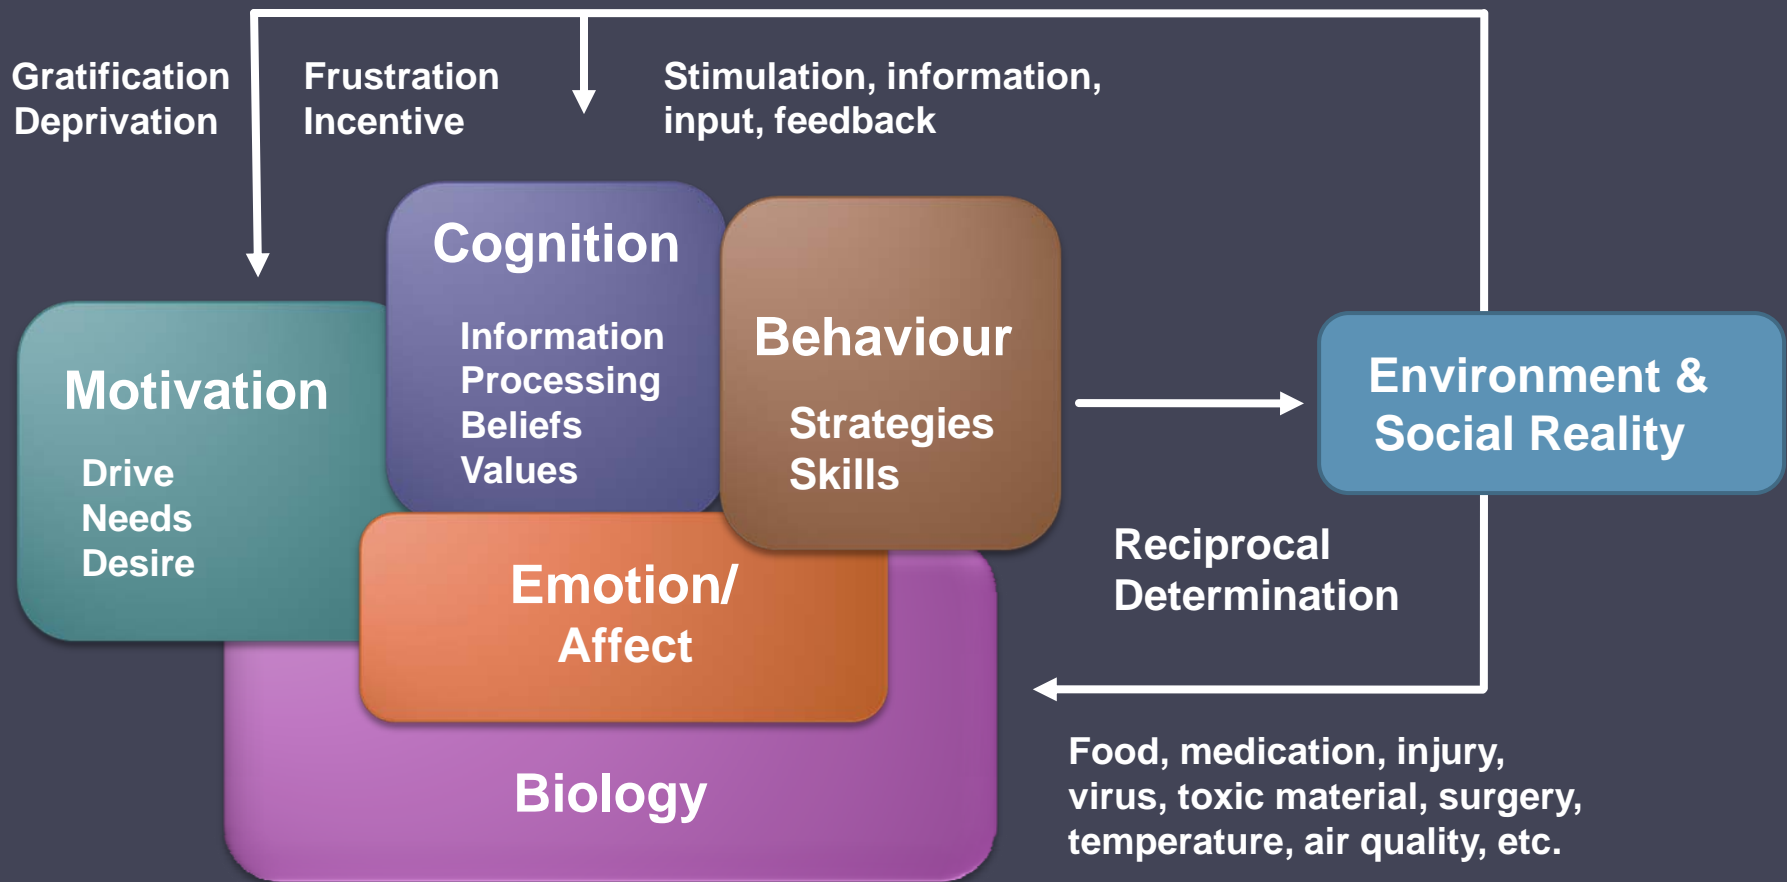 Gratification
Deprivation
Frustration
Incentive
Stimulation, information,
input, feedback
Cognition
Information
Processing
Beliefs
Values
Behaviour
Strategies
Skills
Motivation
Drive
Needs
Desire
Environment &
Social Reality
Emotion/
Affect
Reciprocal
Determination
Biology
Food, medication, injury,
virus, toxic material, surgery,
temperature, air quality, etc.